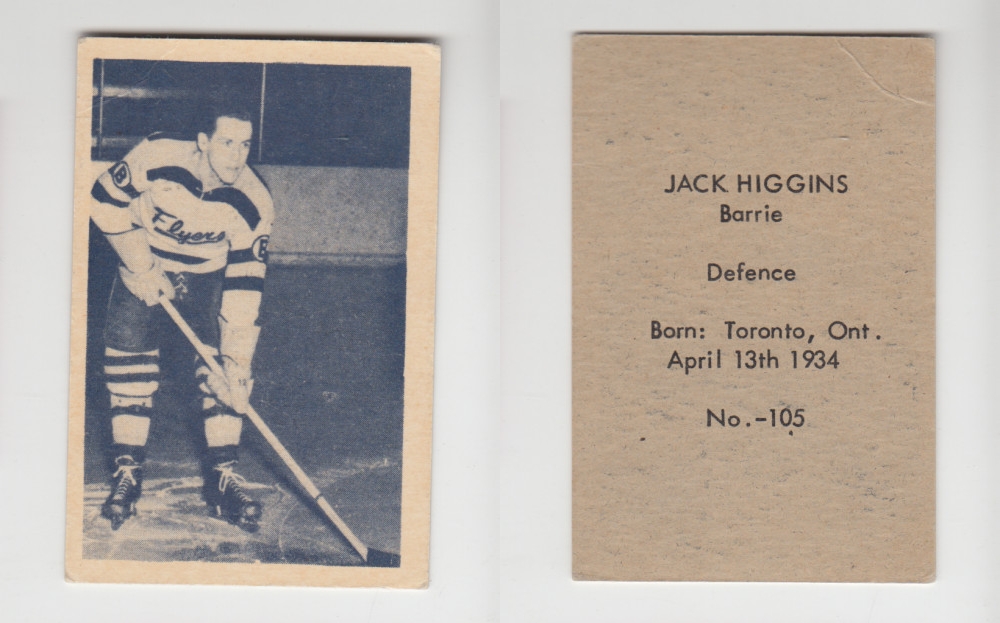 B
Flyers
B
JACK HIGGINS
Barrie
Defence
Born: Toronto, Ont.
April 13th 1934
No.-105